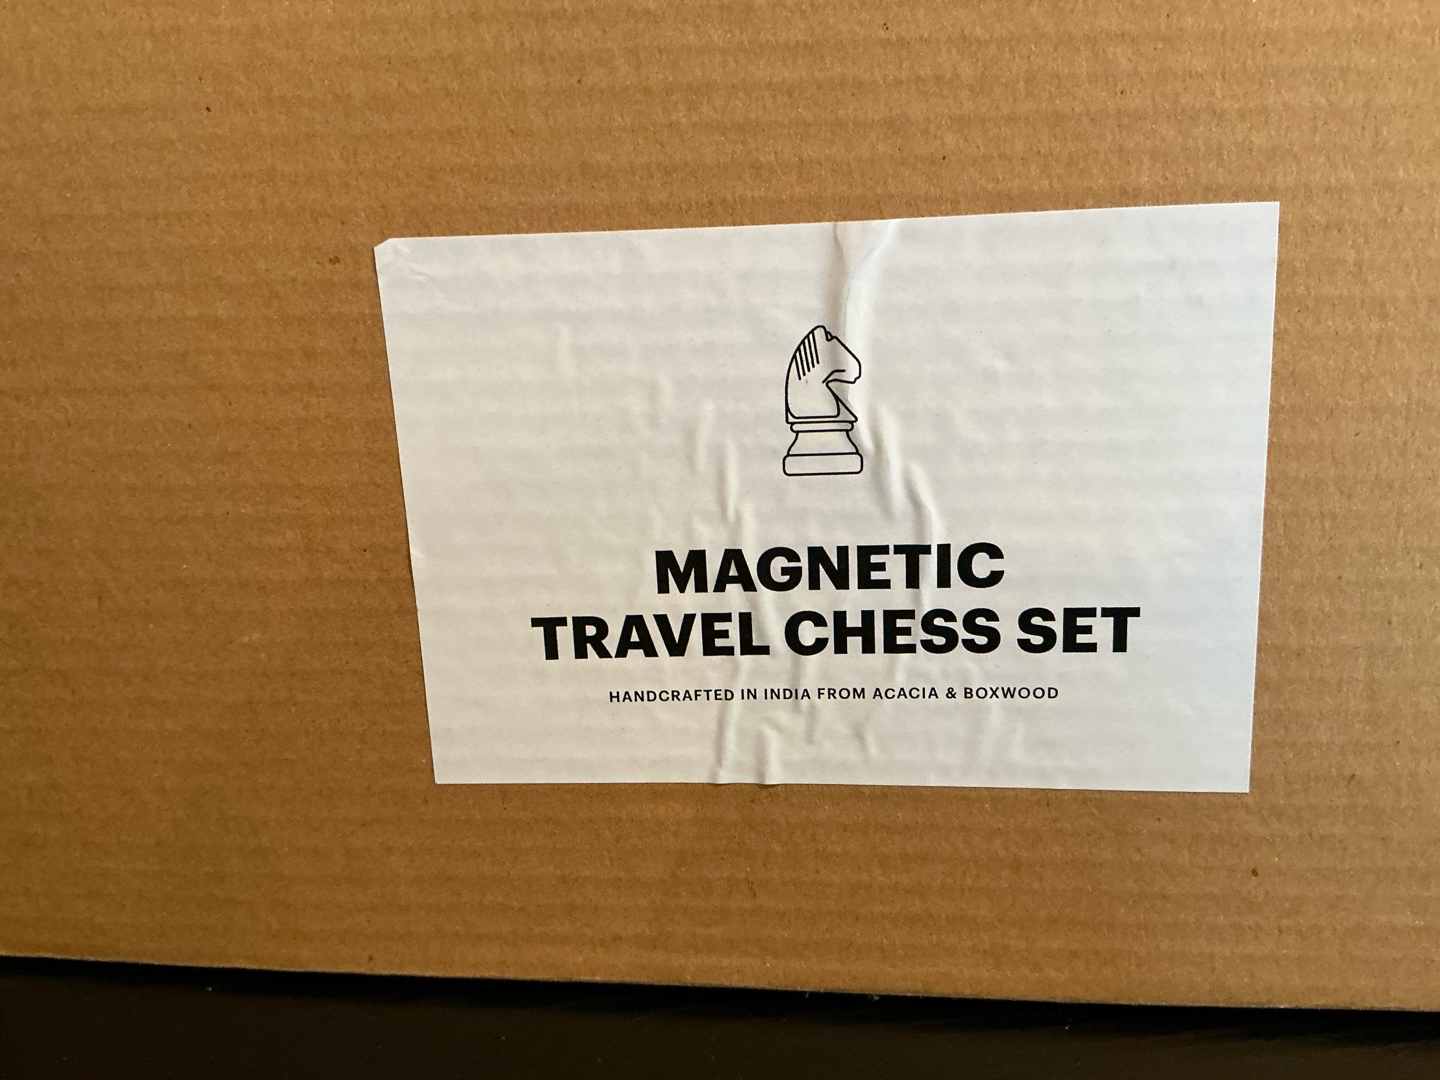 MAGNETIC
TRAVEL CHESS SET
HANDCRAFTED IN INDIA FROM ACACIA & BOXWOOD